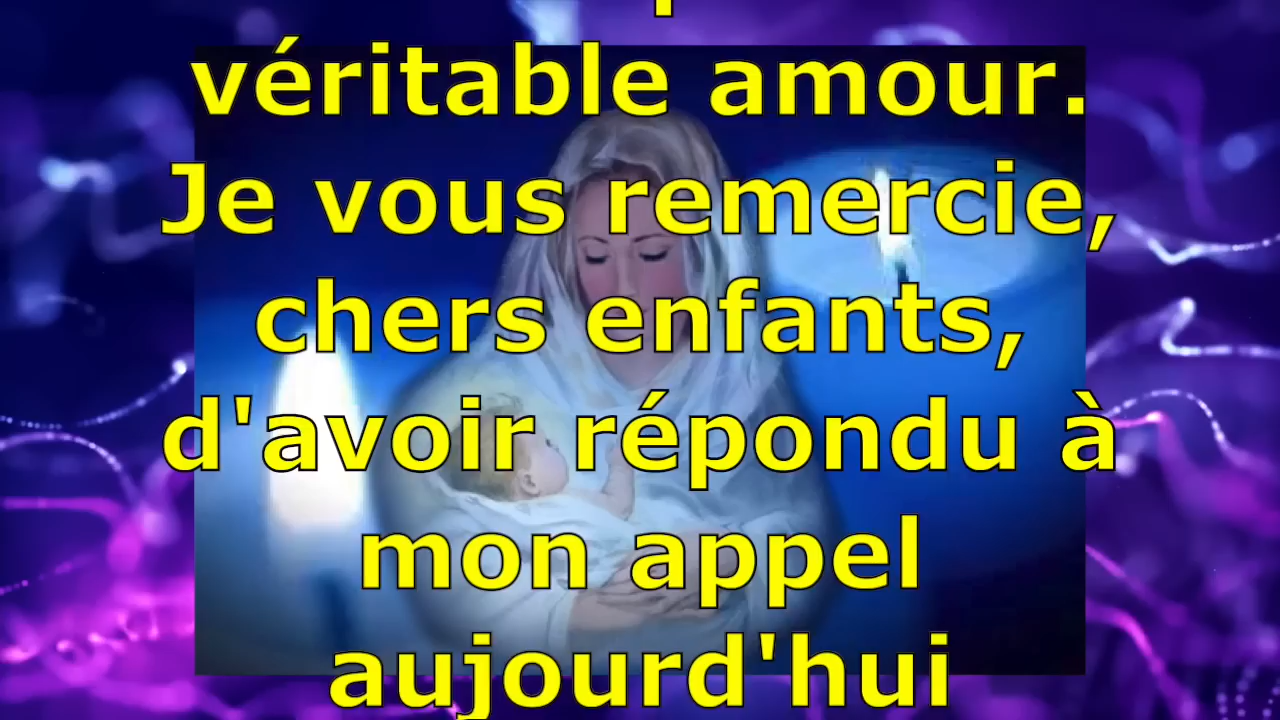 véritable amour.
Je vous remercie,
chers enfants,
d'avoir répondu à
mon appel
aujourd'hui